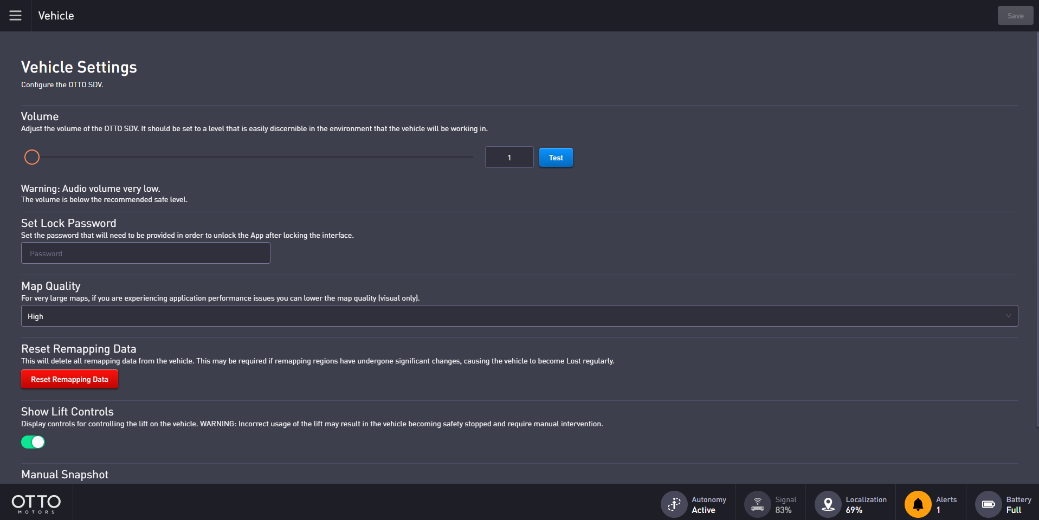 Vehicle
Save
Vehicle Settings
Configure the OTTO SDV.
Volume
Adjust the volume of the OTTO SDV. It should be set to a level that is easily discernible in the environment that the vehicle will be working in.
1
Test
Warning: Audio volume very low.
The volume is below the recommended safe level.
Set Lock Password
Set the password that will need to be provided in order to unlock the App after locking the interface.
Password
Map Quality
For very large maps, if you are experiencing application performance issues you can lower the map quality (visual only).
High
Reset Remapping Data
This will delete all remapping data from the vehicle. This may be required if remapping regions have undergone significant changes, causing the vehicle to become Lost regularly.
Reset Remapping Data
Show Lift Controls
Display controls for controlling the lift on the vehicle. WARNING: Incorrect usage of the lift may result in the vehicle becoming safety stopped and require manual intervention.
Manual Snapshot
OTTO
MOTORS
Autonomy
Active
Signal
83%
Localization
69%
Alerts
1
Battery
Full